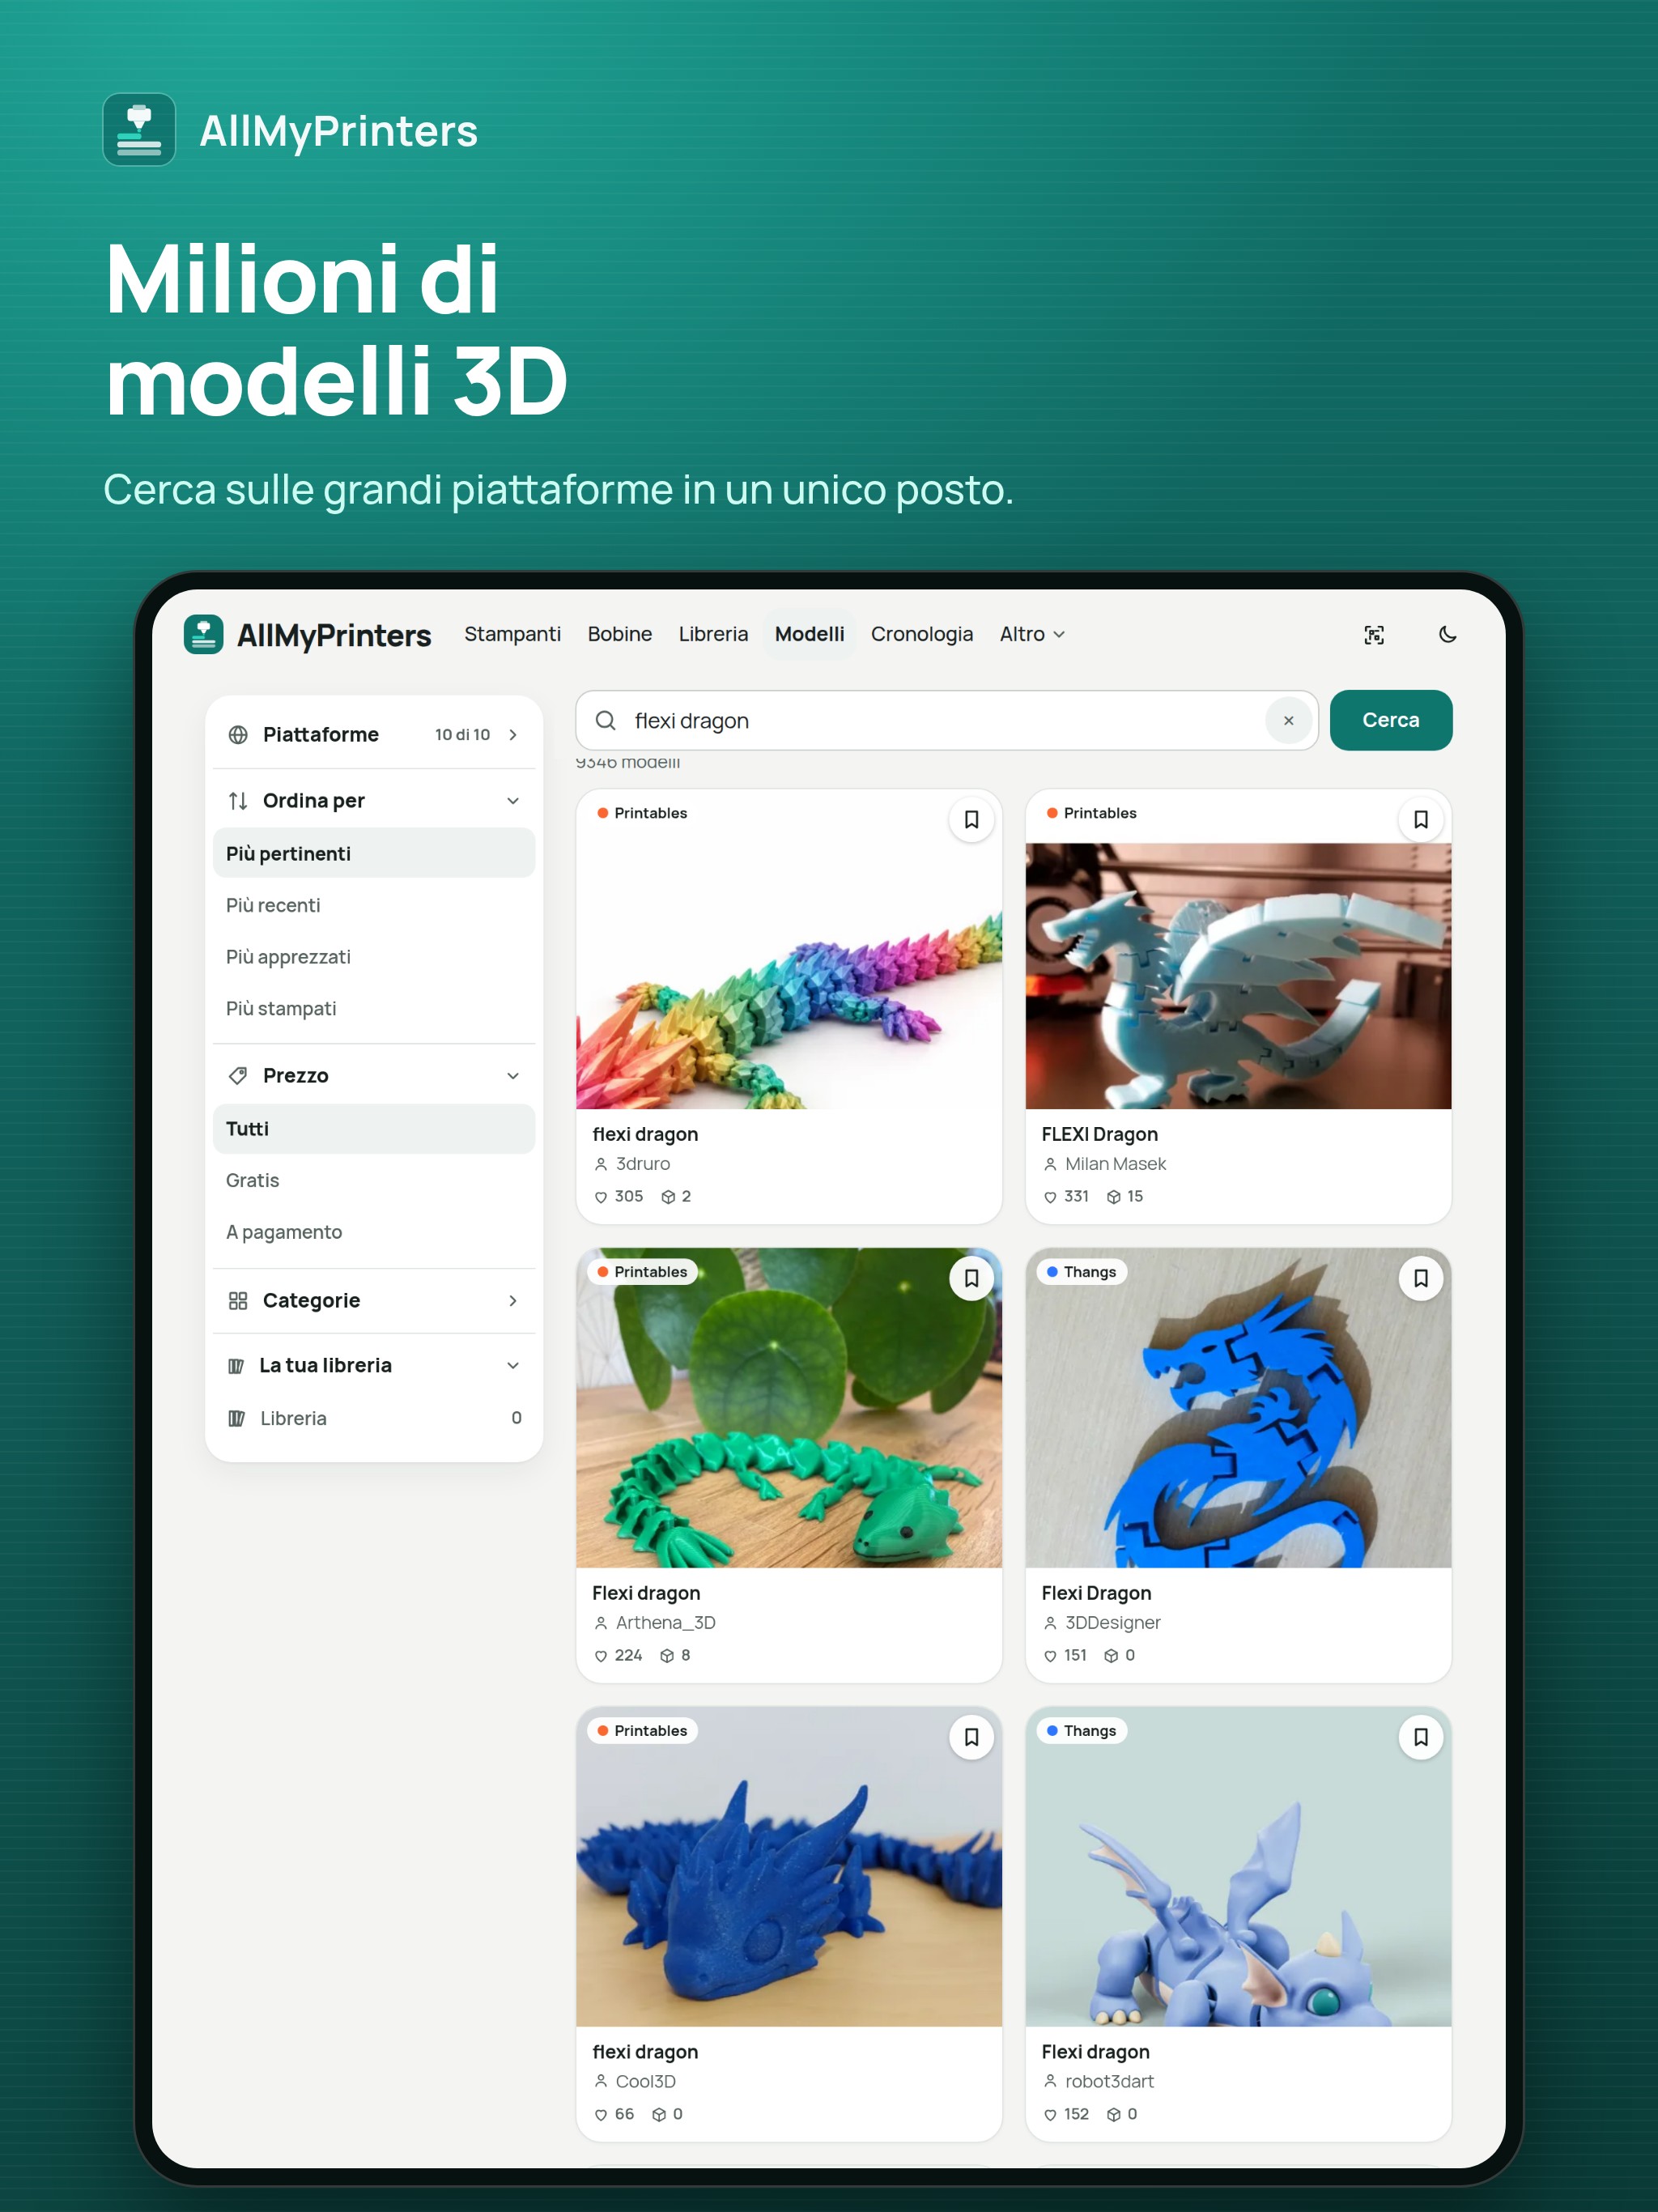 AllMyPrinters
Milioni di
modelli 3D
Cerca sulle grandi piattaforme in un unico posto.
AllMyPrinters Stampanti Bobine Libreria Modelli Cronologia Altro
Piattaforme 10 di 10
Ordina per
Più pertinenti
Più recenti
Più apprezzati
Più stampati
Prezzo
Tutti
Gratis
A pagamento
Categorie
La tua libreria
Libreria 0
flexi dragon Cerca
9346 modelli
Printables
flexi dragon
3druro
305 2
Printables
FLEXI Dragon
Milan Masek
331 15
Printables
Flexi dragon
Arthena_3D
224 8
Thangs
Flexi Dragon
3DDesigner
151 0
Printables
flexi dragon
Cool3D
66 0
Thangs
Flexi dragon
robot3dart
152 0